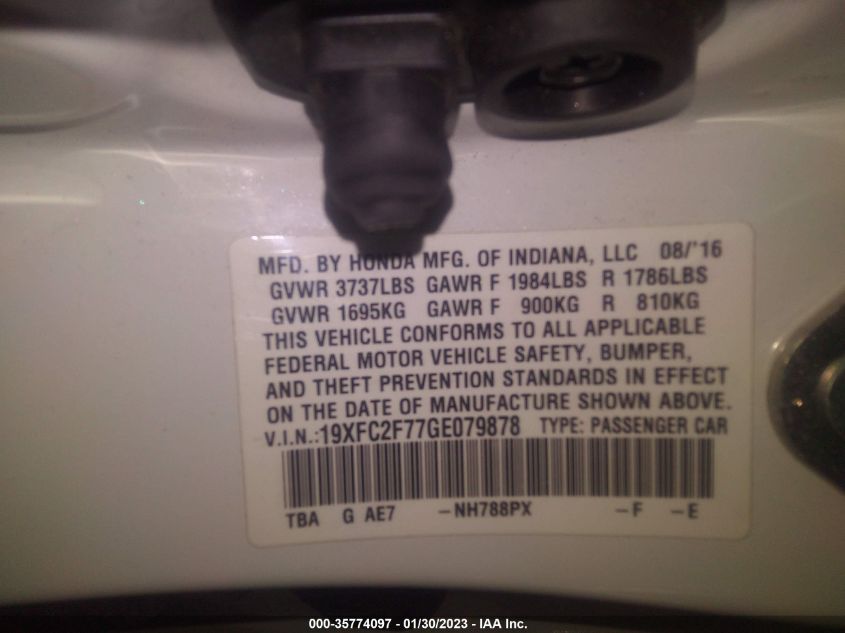 MFD. BY HONDA MFG. OF INDIANA, LLC 08/'16
GVWR 3737LBS GAWR F 1984LBS R 1786LBS
GVWR 1695KG GAWR F 900KG R 810KG
THIS VEHICLE CONFORMS TO ALL APPLICABLE
FEDERAL MOTOR VEHICLE SAFETY, BUMPER,
AND THEFT PREVENTION STANDARDS IN EFFECT
ON THE DATE OF MANUFACTURE SHOWN ABOVE.
V.I.N.:19XFC2F77GE079878 TYPE: PASSENGER CAR
TBA G AE7 -NH788PX -F -E
000-35774097 - 01/30/2023 - IAA Inc.